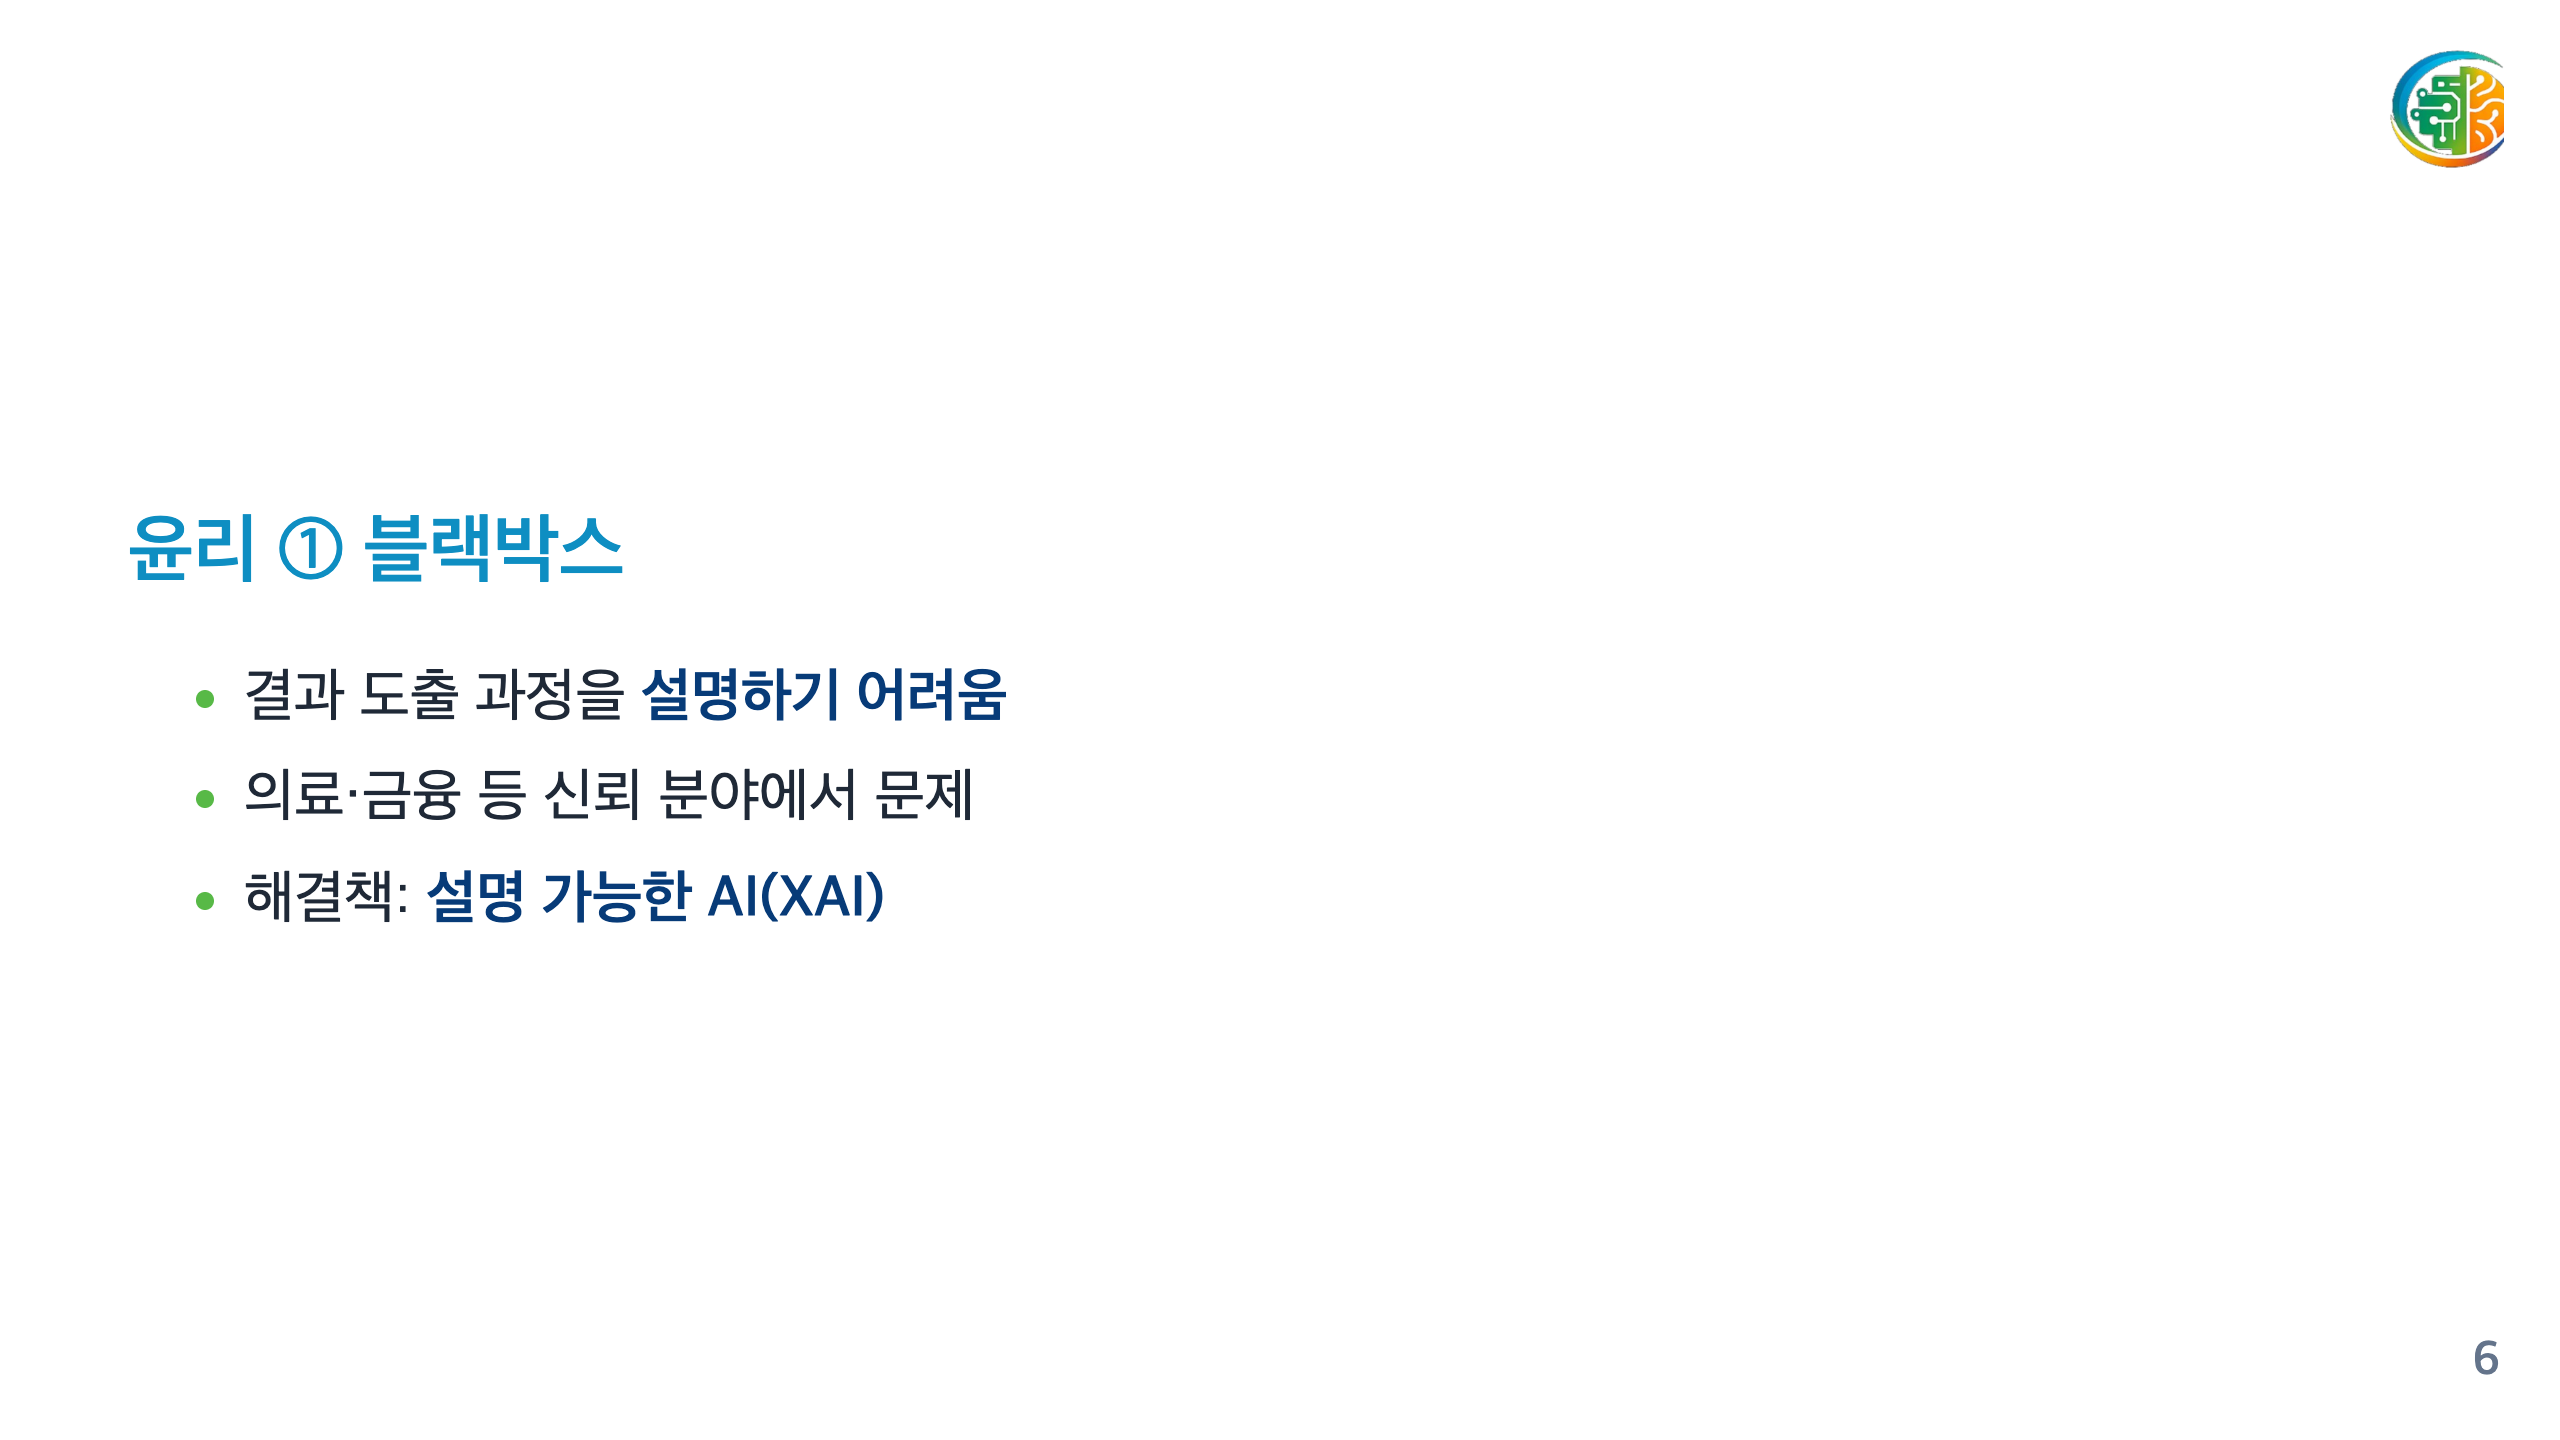 윤리 ① 블랙박스
• 결과 도출 과정을 설명하기 어려움
• 의료·금융 등 신뢰 분야에서 문제
• 해결책: 설명 가능한 AI(XAI)
6